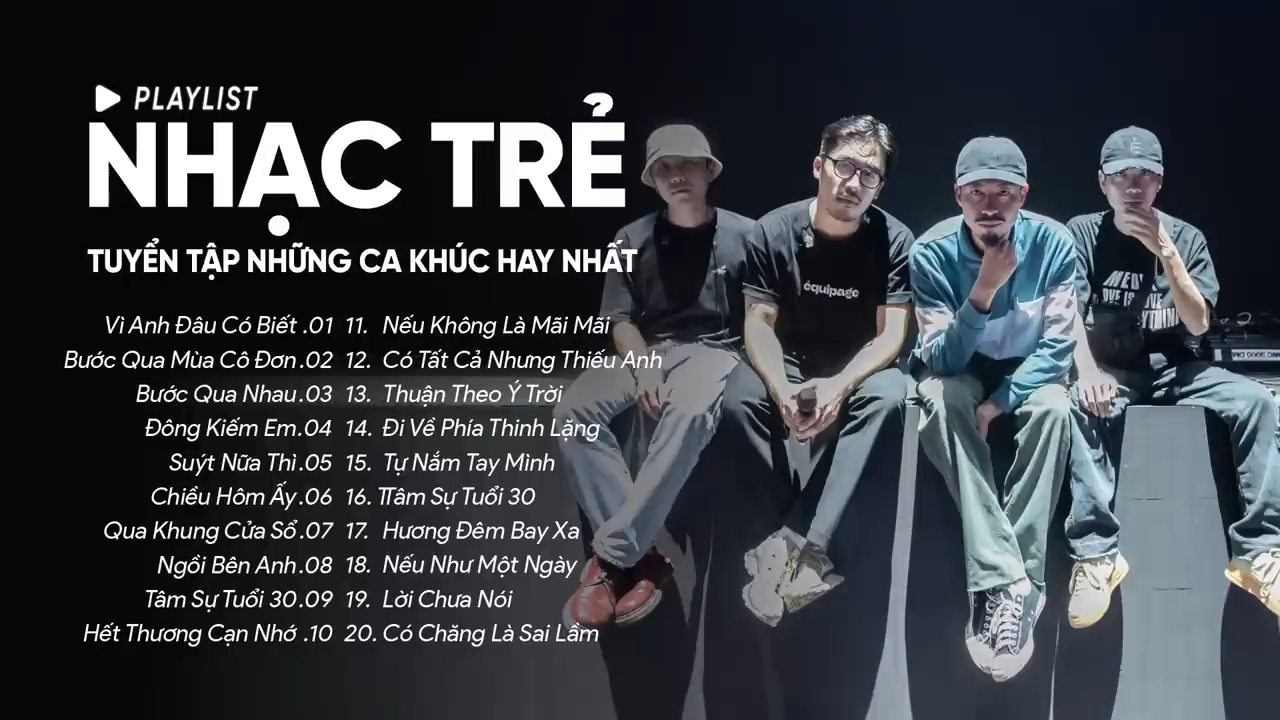 PLAYLIST
NHẠC TRẺ
TUYỂN TẬP NHỮNG CA KHÚC HAY NHẤT
Vì Anh Đâu Có Biết .01
Bước Qua Mùa Cô Đơn.02
Bước Qua Nhau.03
Đông Kiếm Em.04
Suýt Nữa Thì.05
Chiều Hôm Ấy.06
Qua Khung Cửa Sổ.07
Ngồi Bên Anh.08
Tâm Sự Tuổi 30.09
Hết Thương Cạn Nhớ .10
11. Nếu Không Là Mãi Mãi
12. Có Tất Cả Nhưng Thiếu Anh
13. Thuận Theo Ý Trời
14. Đi Về Phía Thinh Lặng
15. Tự Nắm Tay Mình
16. TTâm Sự Tuổi 30
17. Hương Đêm Bay Xa
18. Nếu Như Một Ngày
19. Lời Chưa Nói
20. Có Chăng Là Sai Lầm
équipage